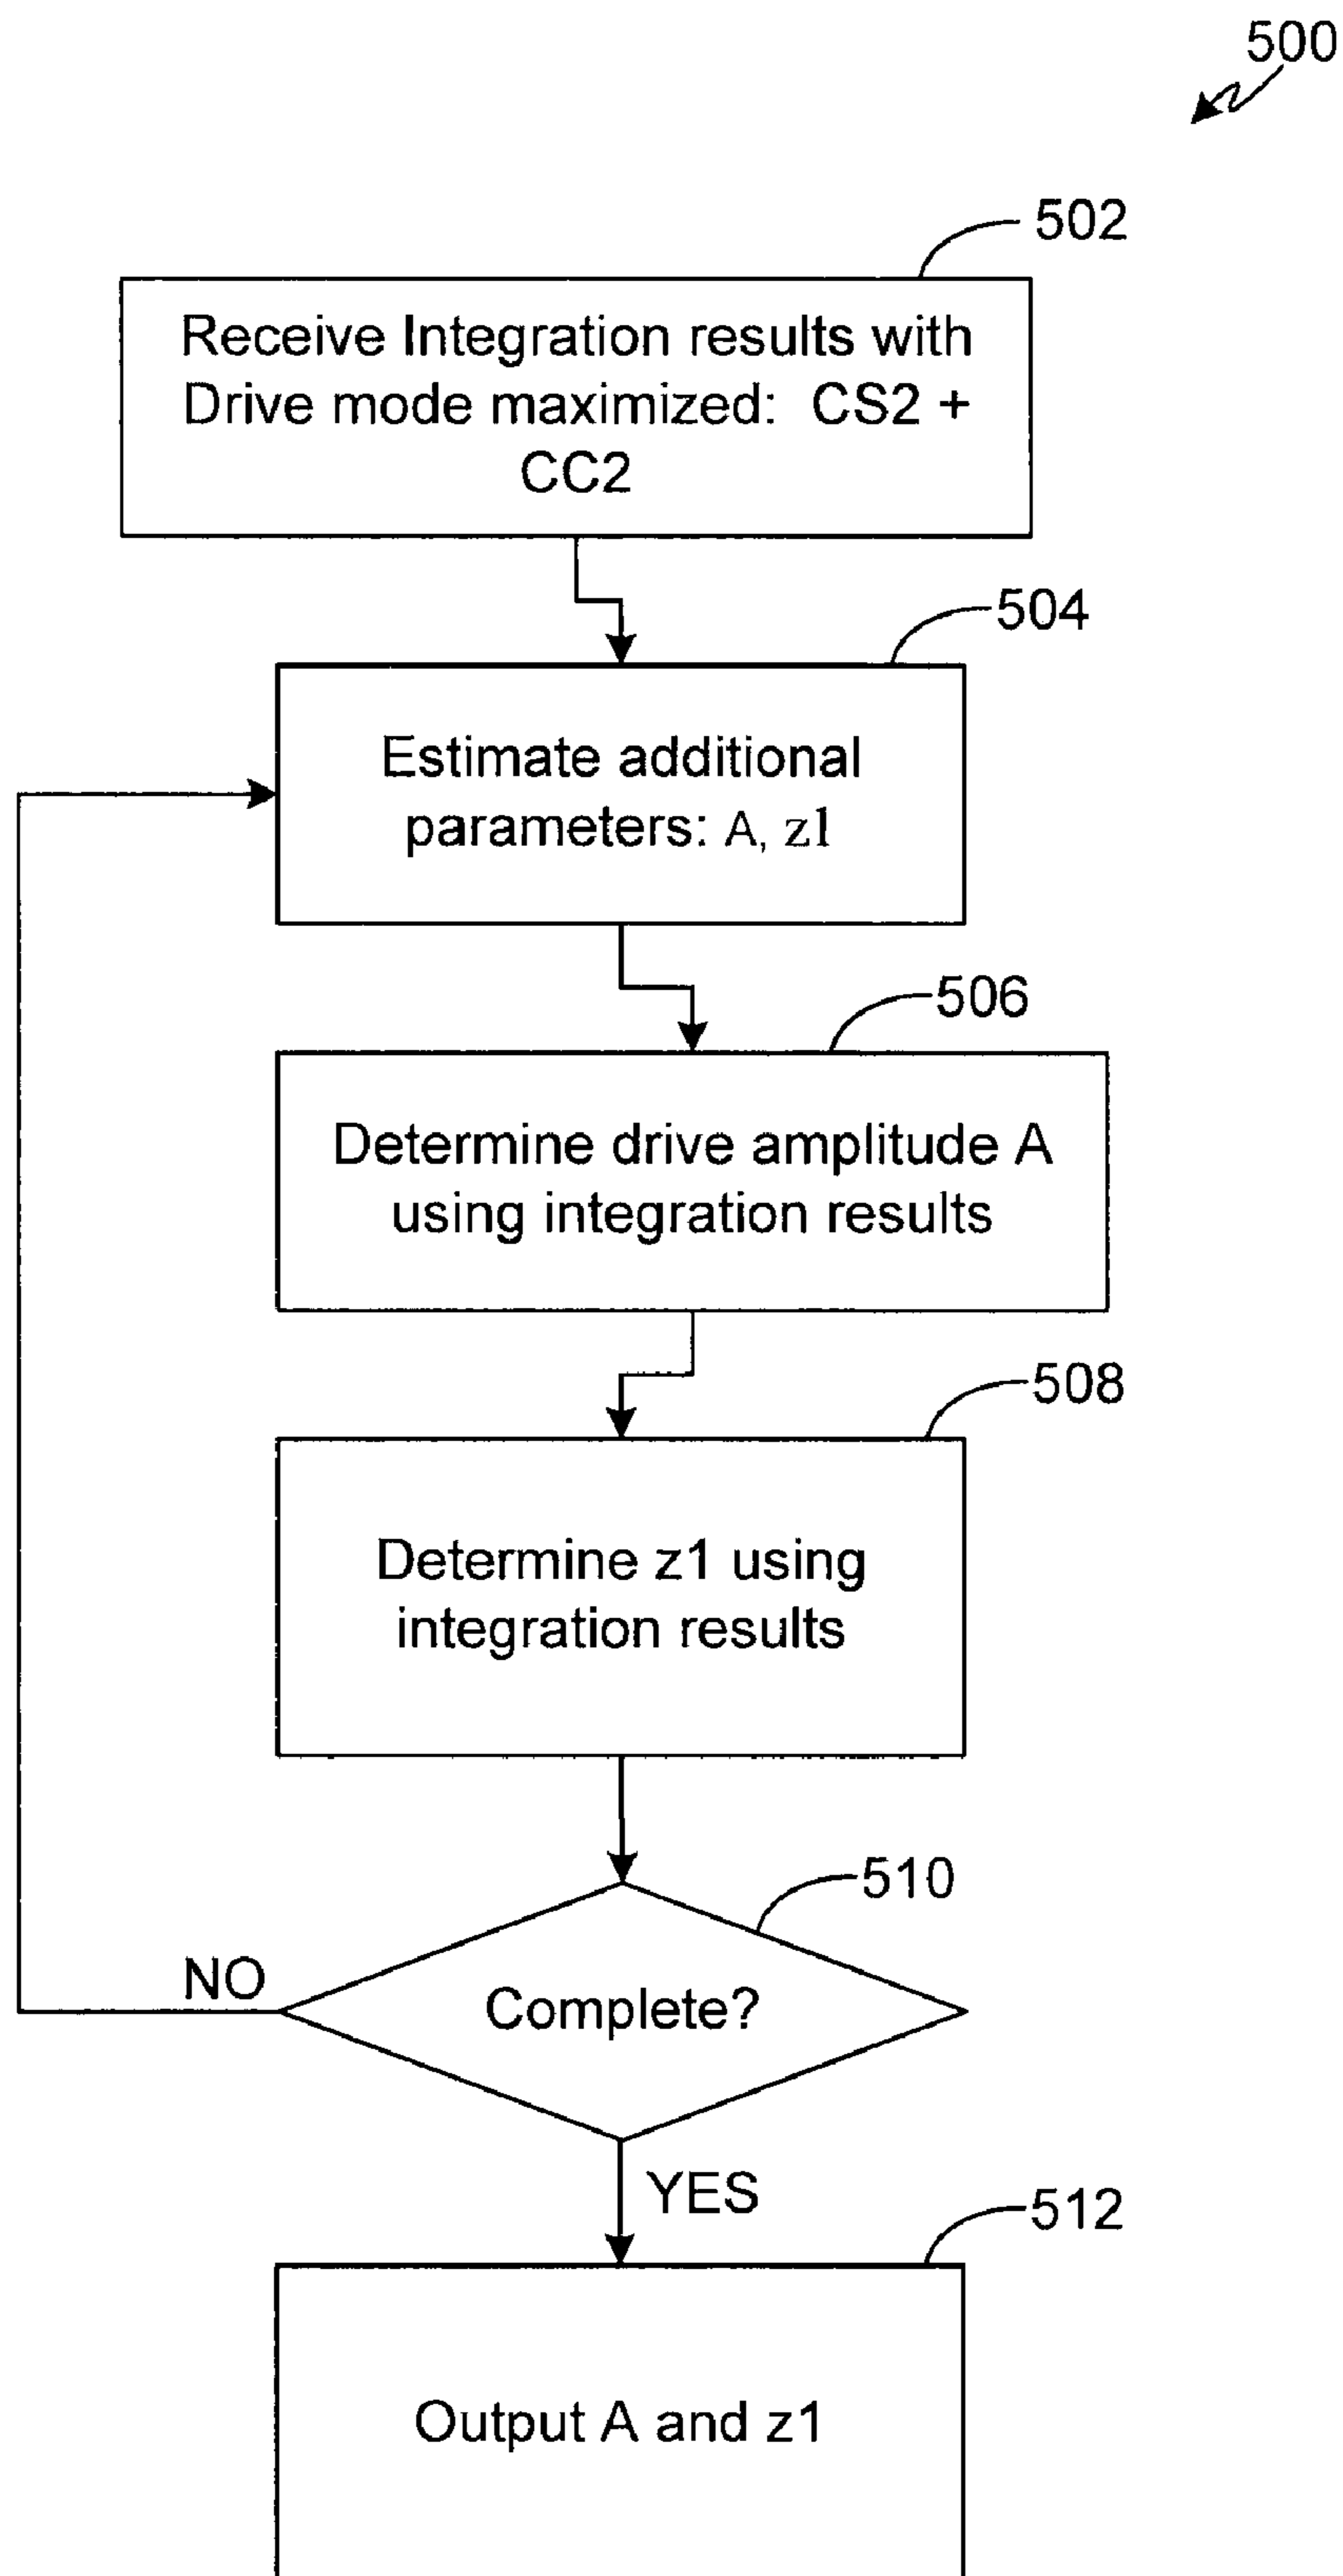 500
502
Receive Integration results with
Drive mode maximized: CS2 +
CC2
504
Estimate additional
parameters: A, z1
506
Determine drive amplitude A
using integration results
508
Determine z1 using
integration results
510
NO
Complete?
YES
512
Output A and z1